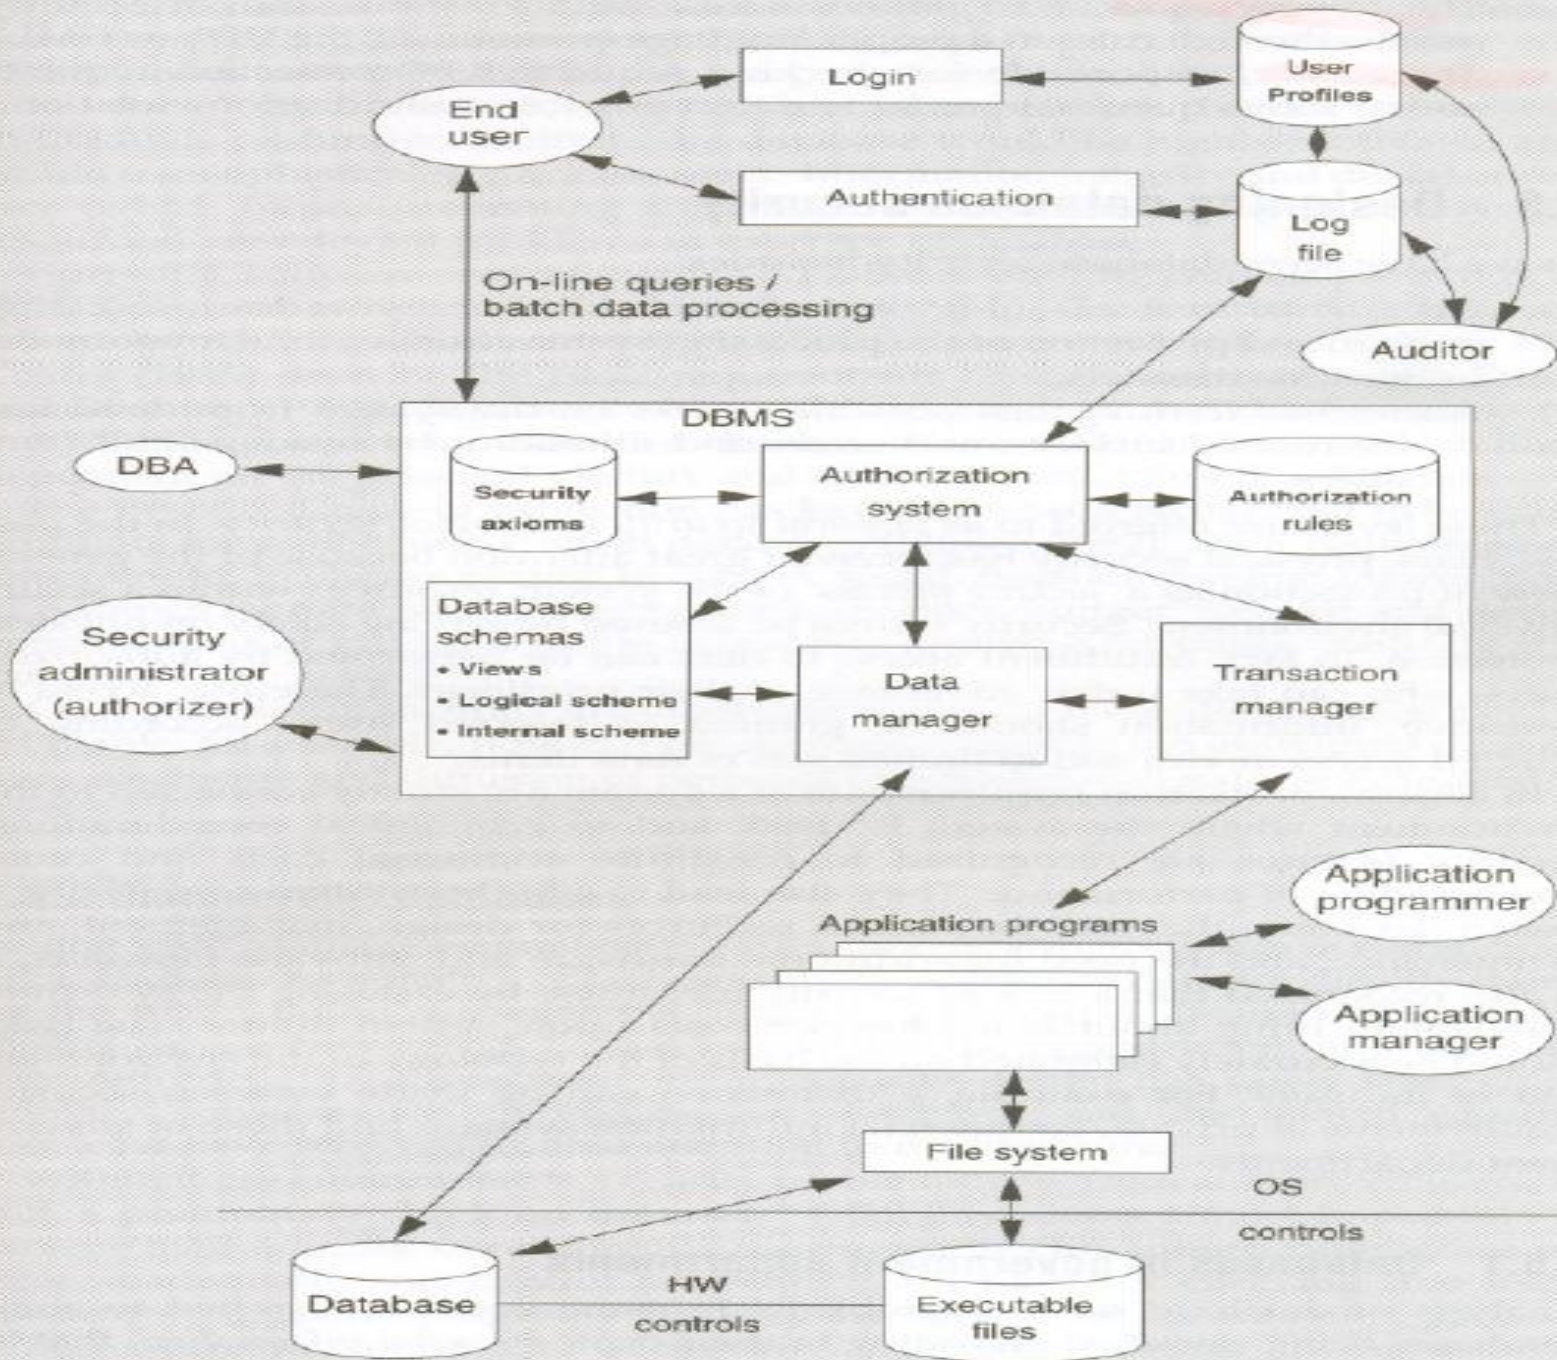 Login
User
Profiles
End
user
Authentication
Log
file
On-line queries /
batch data processing
Auditor
DBMS
DBA
Security
axioms
Authorization
system
Authorization
rules
Database
schemas
• Views
• Logical scheme
• Internal scheme
Security
administrator
(authorizer)
Data
manager
Transaction
manager
Application programs
Application
programmer
Application
manager
File system
OS
controls
Database
HW
controls
Executable
files